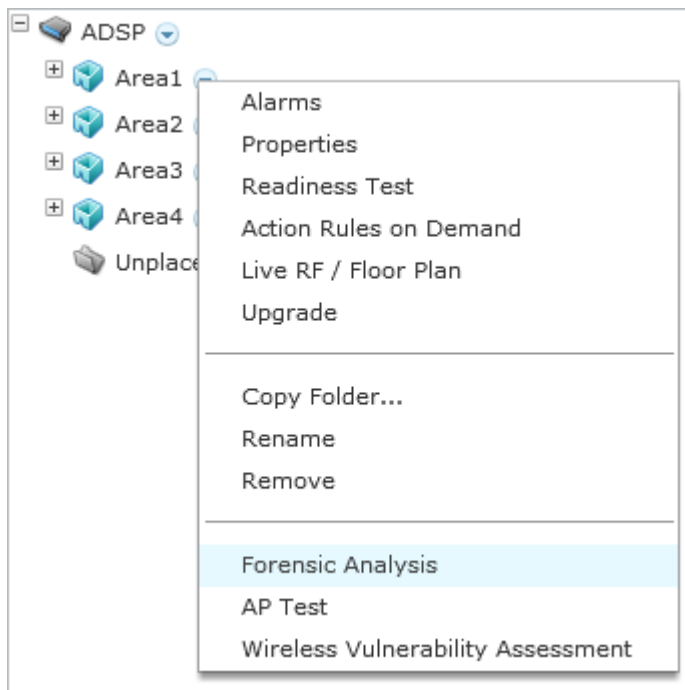 ADSP
Area1
Area2
Area3
Area4
Unplace
Alarms
Properties
Readiness Test
Action Rules on Demand
Live RF / Floor Plan
Upgrade
Copy Folder...
Rename
Remove
Forensic Analysis
AP Test
Wireless Vulnerability Assessment